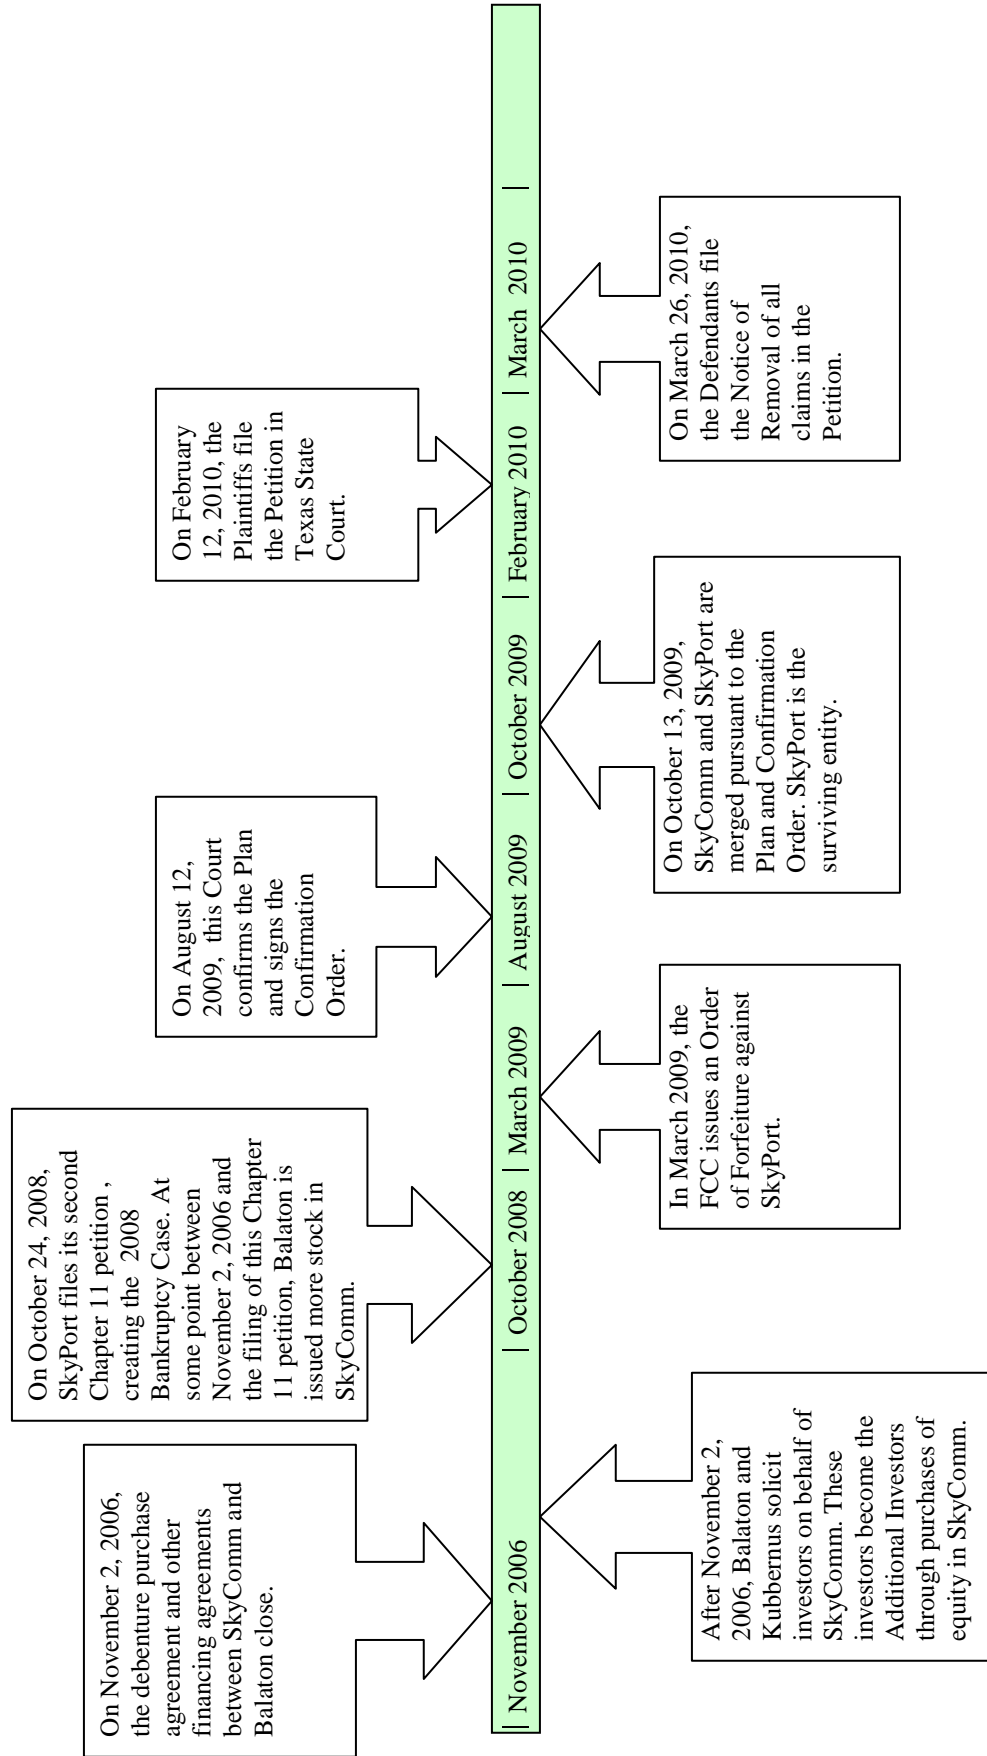 On November 2, 2006,
the debenture purchase
agreement and other
financing agreements
between SkyComm and
Balaton close.
On October 24, 2008,
SkyPort files its second
Chapter 11 petition ,
creating the 2008
Bankruptcy Case. At
some point between
November 2, 2006 and
the filing of this Chapter
11 petition, Balaton is
issued more stock in
SkyComm.
On August 12,
2009, this Court
confirms the Plan
and signs the
Confirmation
Order.
On February
12, 2010, the
Plaintiffs file
the Petition in
Texas State
Court.
| November 2006 | October 2008 | March 2009 | August 2009 | October 2009 | February 2010 | March 2010 |
After November 2,
2006, Balaton and
Kubbernus solicit
investors on behalf of
SkyComm. These
investors become the
Additional Investors
through purchases of
equity in SkyComm.
In March 2009, the
FCC issues an Order
of Forfeiture against
SkyPort.
On October 13, 2009,
SkyComm and SkyPort are
merged pursuant to the
Plan and Confirmation
Order. SkyPort is the
surviving entity.
On March 26, 2010,
the Defendants file
the Notice of
Removal of all
claims in the
Petition.